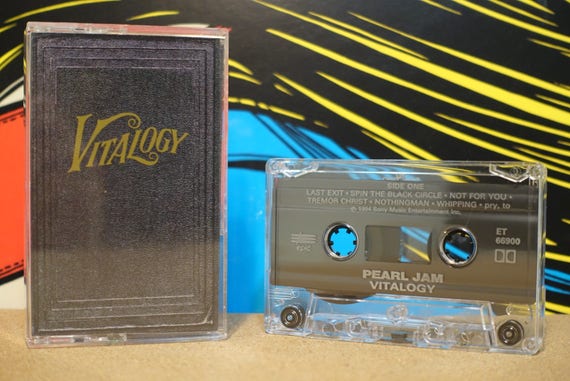 VITALOGY
SIDE ONE
LAST EXIT • SPIN THE BLACK CIRCLE • NOT FOR YOU •
TREMOR CHRIST • NOTHINGMAN • WHIPPING • pry, to
© 1994 Sony Music Entertainment Inc.
epic
ET
66900
PEARL JAM
VITALOGY